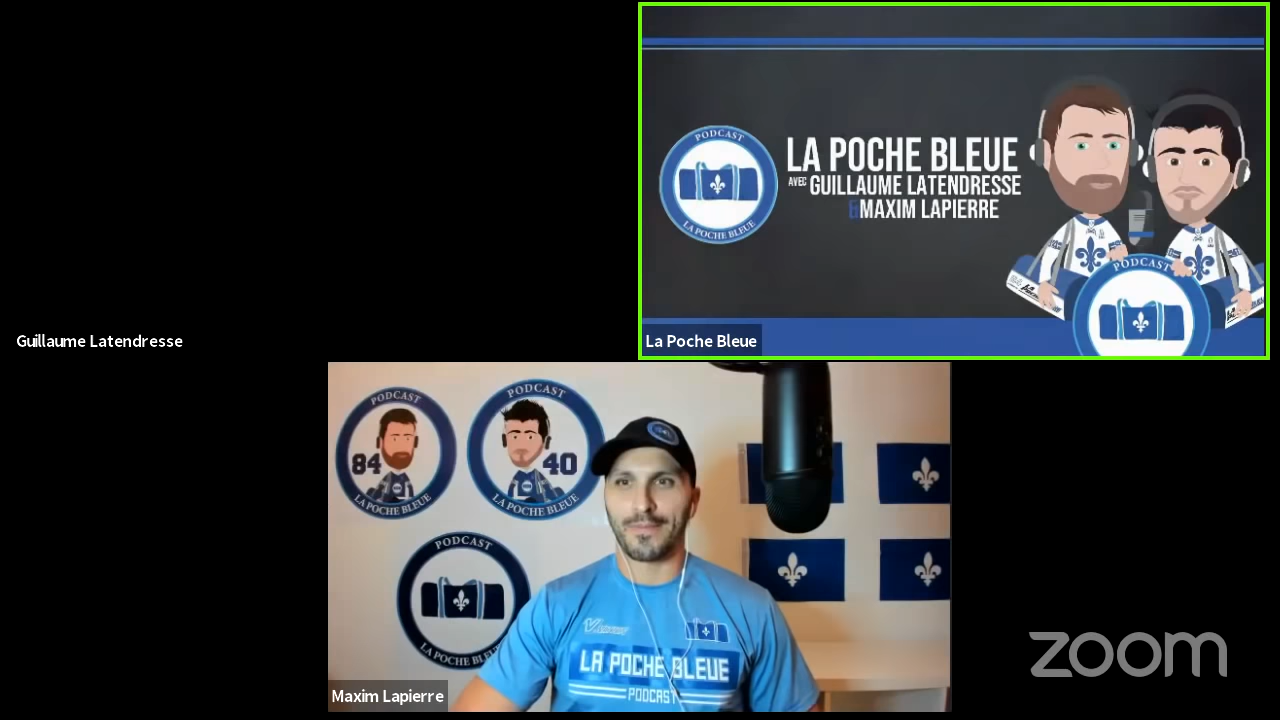 Guillaume Latendresse
PODCAST
LA POCHE BLEUE
LA POCHE BLEUE
AVEC GUILLAUME LATENDRESSE
&MAXIM LAPIERRE
PODCAST
La Poche Bleue
PODCAST
84
LA POCHE BLEUE
PODCAST
40
LA POCHE BLEUE
PODCAST
LA POCHE BLEUE
LA POCHE BLEUE
PODCAST
Maxim Lapierre
zoom